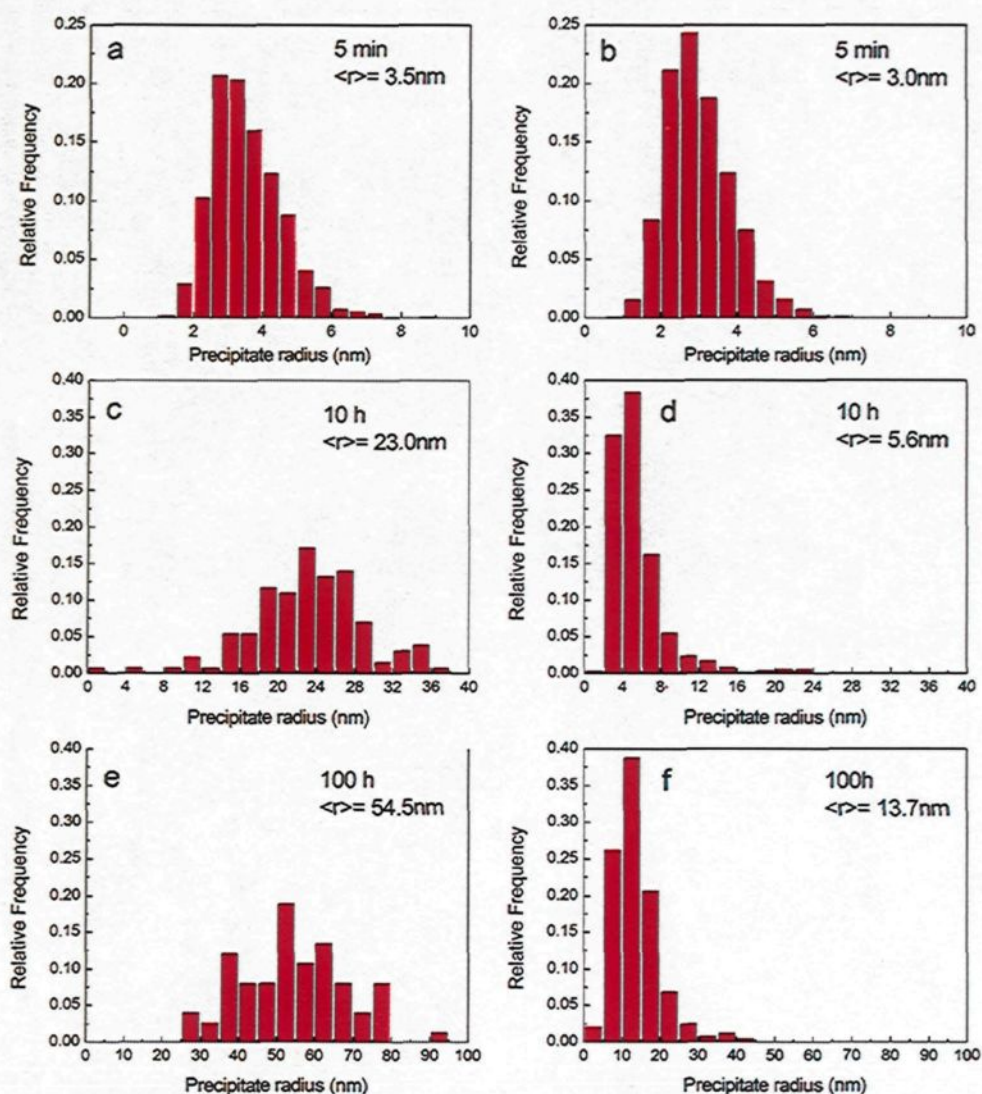 a
5 min
<r>= 3.5nm
Relative Frequency
0.25
0.20
0.15
0.10
0.05
0.00
0 2 4 6 8 10
Precipitate radius (nm)
b
5 min
<r>= 3.0nm
Relative Frequency
0.25
0.20
0.15
0.10
0.05
0.00
0 2 4 6 8 10
Precipitate radius (nm)
c
10 h
<r>= 23.0nm
Relative Frequency
0.40
0.35
0.30
0.25
0.20
0.15
0.10
0.05
0.00
0 4 8 12 16 20 24 28 32 36 40
Precipitate radius (nm)
d
10 h
<r>= 5.6nm
Relative Frequency
0.40
0.35
0.30
0.25
0.20
0.15
0.10
0.05
0.00
0 4 8 12 16 20 24 28 32 36 40
Precipitate radius (nm)
e
100 h
<r>= 54.5nm
Relative Frequency
0.40
0.35
0.30
0.25
0.20
0.15
0.10
0.05
0.00
0 10 20 30 40 50 60 70 80 90 100
Precipitate radius (nm)
f
100h
<r>= 13.7nm
Relative Frequency
0.40
0.35
0.30
0.25
0.20
0.15
0.10
0.05
0.00
0 10 20 30 40 50 60 70 80 90 100
Precipitate radius (nm)